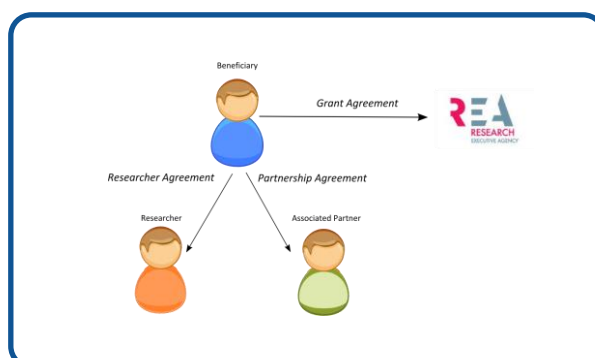 Beneficiary
Grant Agreement
REA
RESEARCH
EXECUTIVE AGENCY
Researcher Agreement
Partnership Agreement
Researcher
Associated Partner